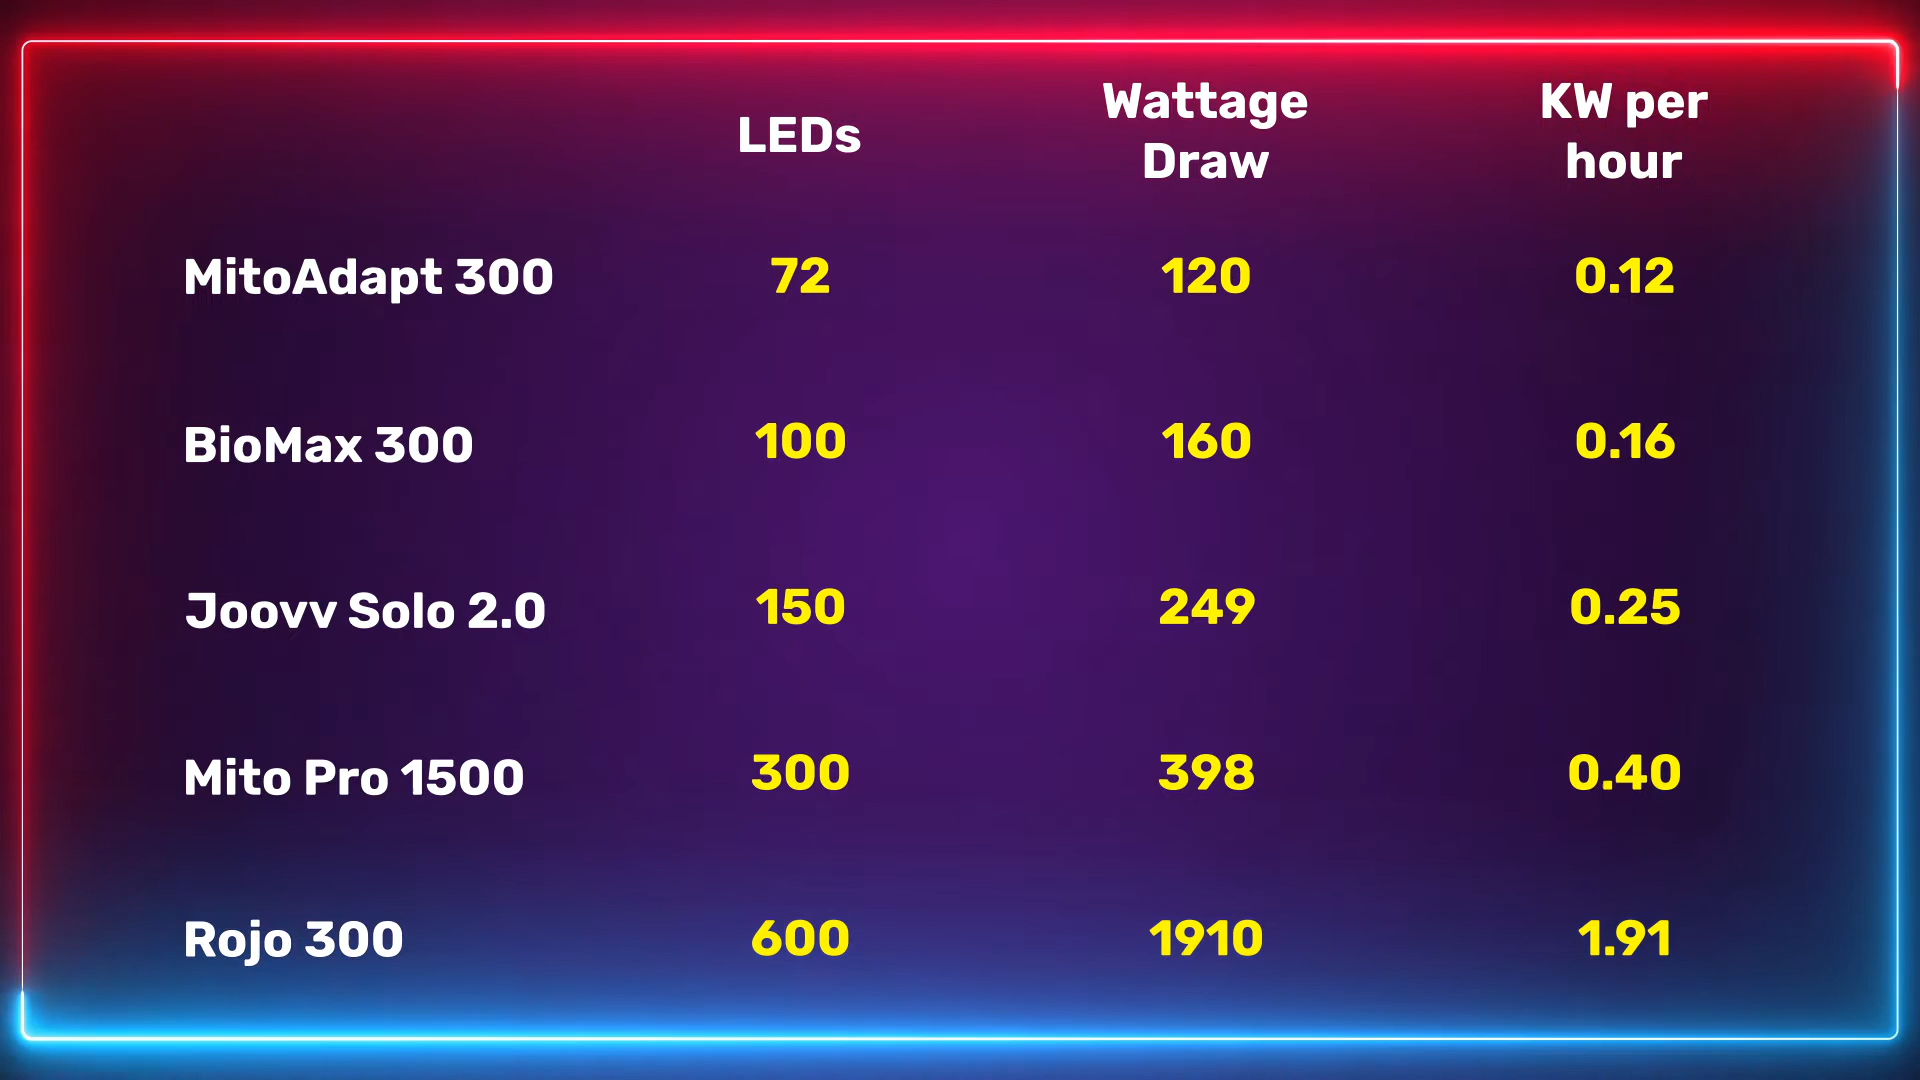 LEDs
Wattage
Draw
KW per
hour
MitoAdapt 300 72 120 0.12
BioMax 300 100 160 0.16
Joovv Solo 2.0 150 249 0.25
Mito Pro 1500 300 398 0.40
Rojo 300 600 1910 1.91